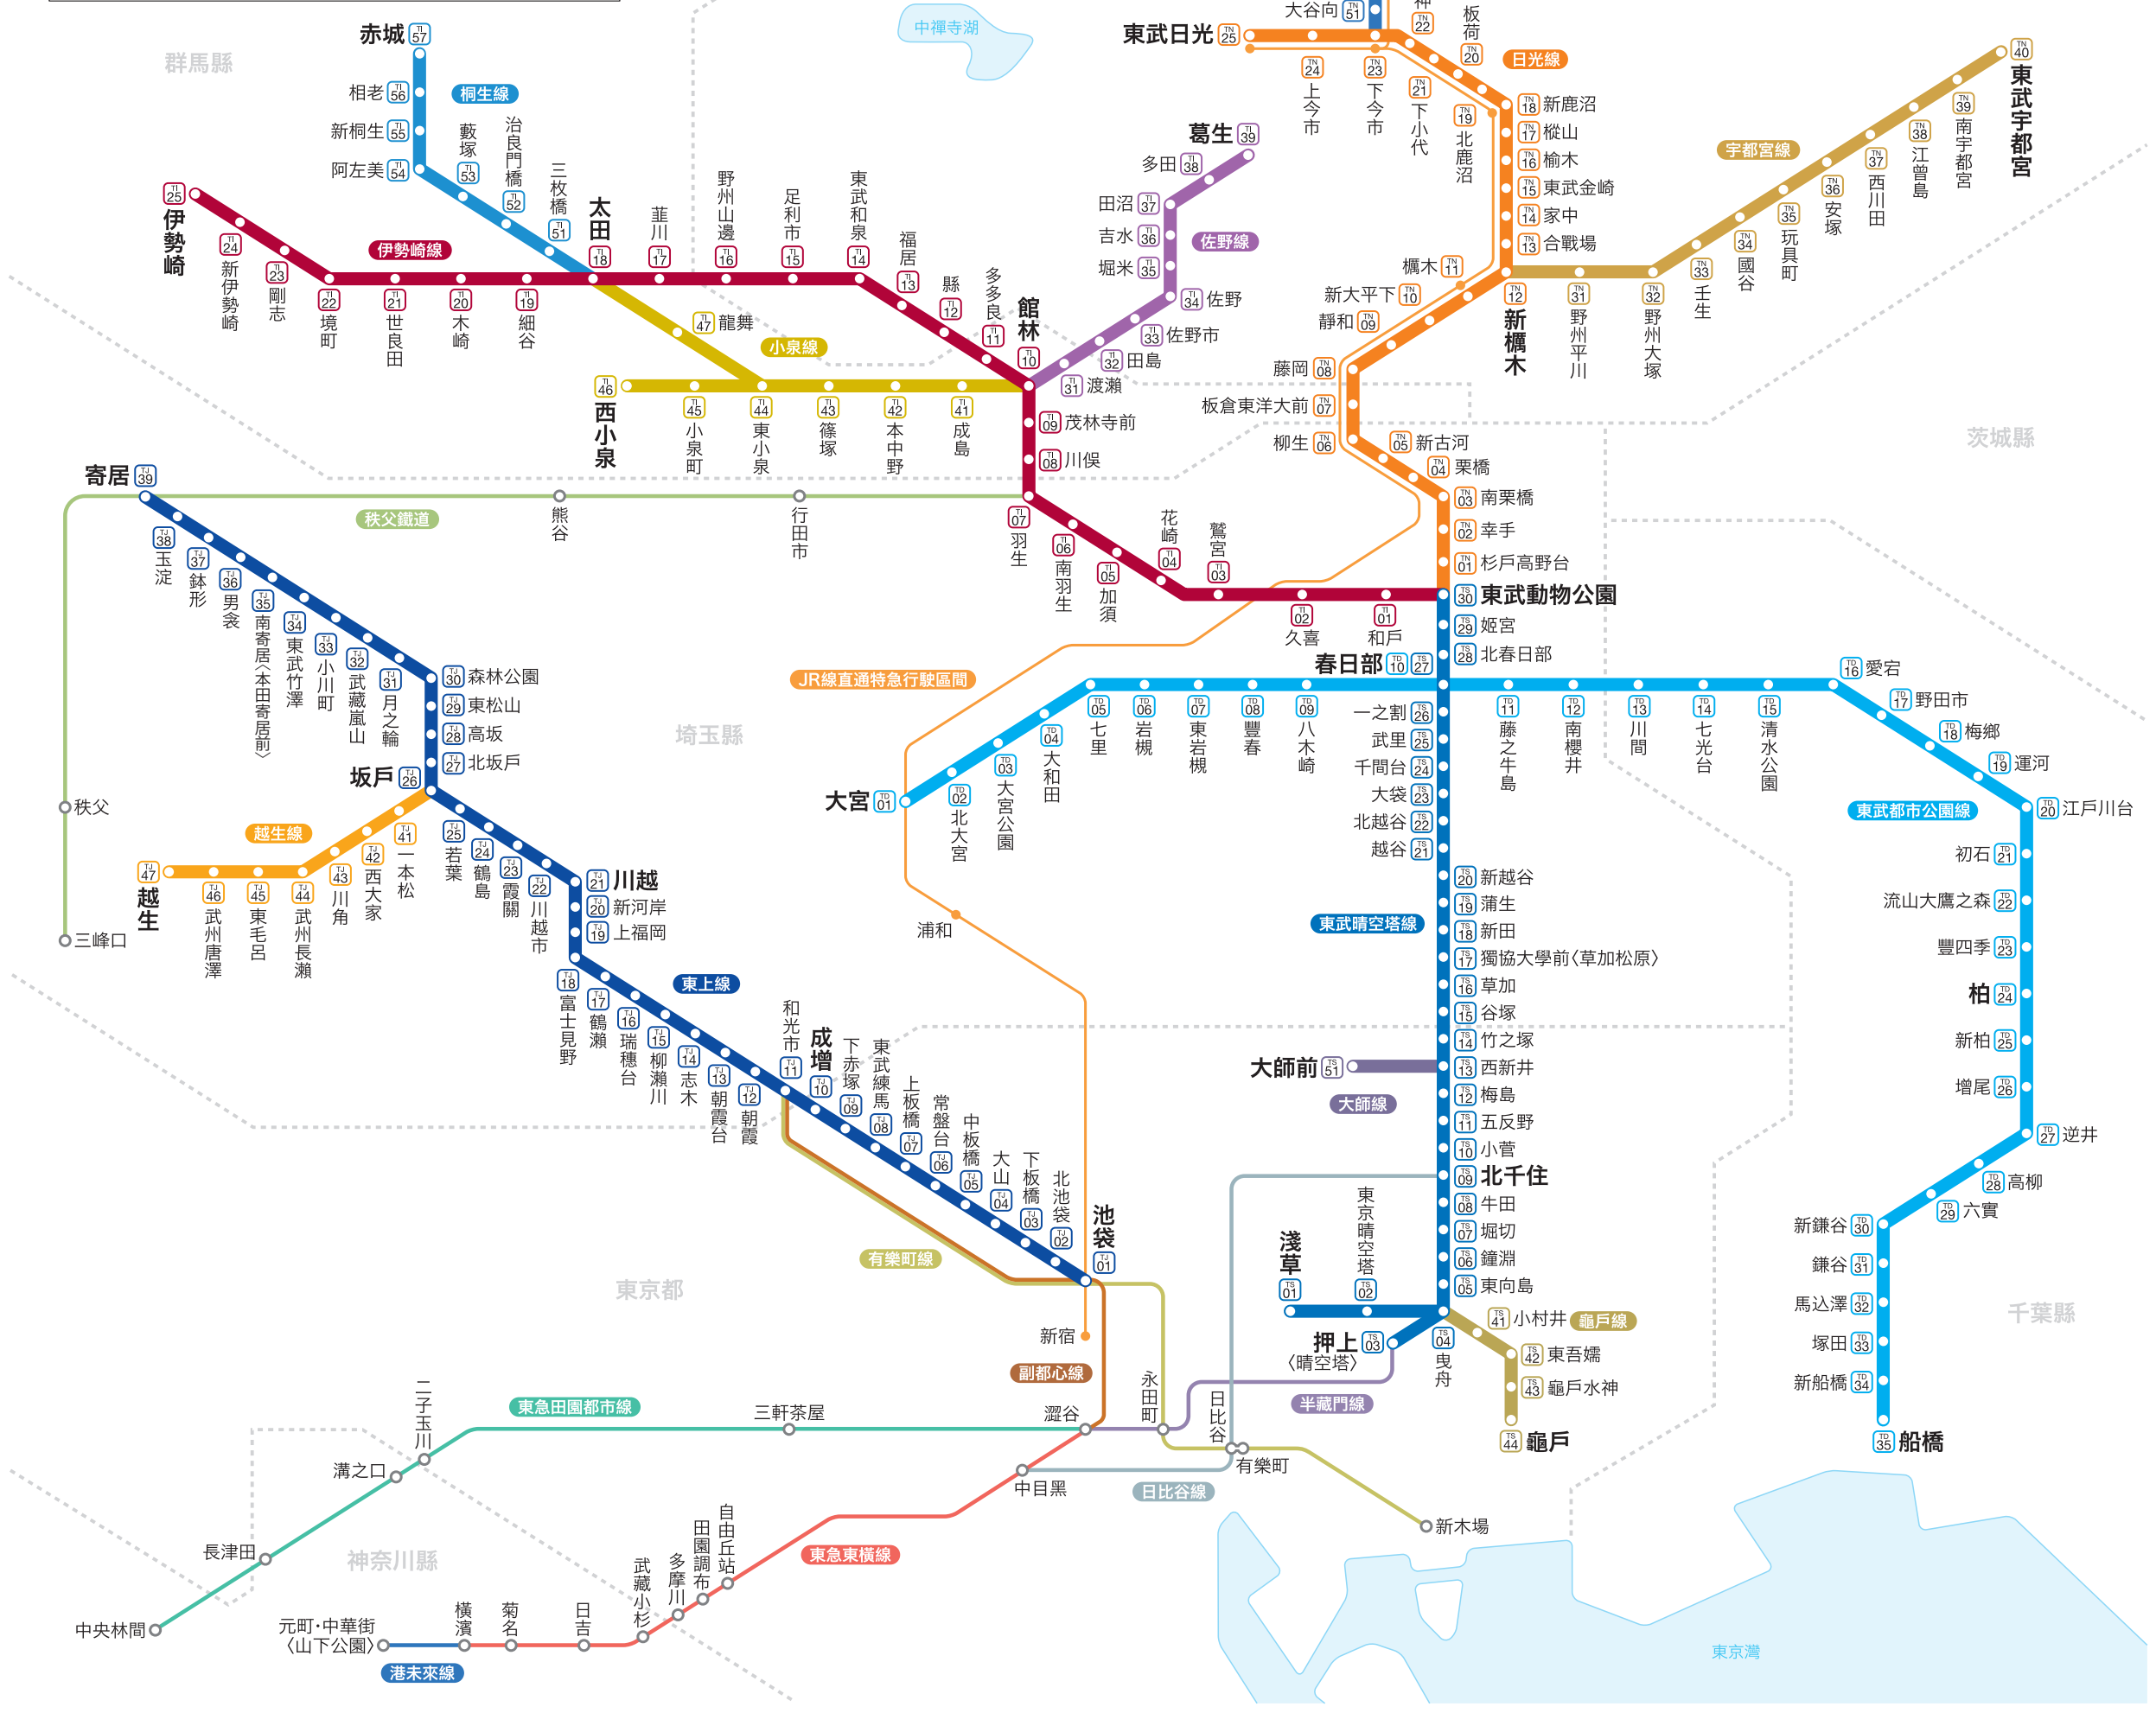 大谷向 TN 51
神
TN 22
板荷 TN 20
中禪寺湖
東武日光 TN 25
日光線
TN 24 上今市
TN 23 下今市
TN 21 下小代
TN 19 北鹿沼
TN 18 新鹿沼
TN 17 樅山
TN 16 榆木
TN 15 東武金崎
TN 14 家中
TN 13 合戰場
TN 12 新櫔木
櫔木 TN 11
新大平下 TN 10
靜和 TN 09
藤岡 TN 08
板倉東洋大前 TN 07
柳生 TN 06
TN 05 新古河
TN 04 栗橋
TN 03 南栗橋
TN 02 幸手
TN 01 杉戶高野台
宇都宮線
TN 40 東武宇都宮
TN 39 南宇都宮
TN 38 江曾島
TN 37 西川田
TN 36 安塚
TN 35 玩具町
TN 34 國谷
TN 33 壬生
TN 32 野州大塚
TN 31 野州平川
群馬縣
赤城 TI 57
相老 TI 56
新桐生 TI 55
阿左美 TI 54
桐生線
藪塚 TI 53
治良門橋 TI 52
三枚橋 TI 51
TI 25 伊勢崎
TI 24 新伊勢崎
TI 23 剛志
TI 22 境町
TI 21 世良田
TI 20 木崎
TI 19 細谷
伊勢崎線
太田 TI 18
韮川 TI 17
野州山邊 TI 16
足利市 TI 15
東武和泉 TI 14
福居 TI 13
縣 TI 12
多多良 TI 11
館林 TI 10
TI 09 茂林寺前
TI 08 川俁
TI 07 羽生
TI 06 南羽生
TI 05 加須
花崎 TI 04
鷲宮 TI 03
TI 02 久喜
TI 01 和戶
葛生 TI 39
多田 TI 38
田沼 TI 37
吉水 TI 36
堀米 TI 35
佐野線
TI 34 佐野
TI 33 佐野市
TI 32 田島
TI 31 渡瀨
TI 47 龍舞
小泉線
TI 46 西小泉
TI 45 小泉町
TI 44 東小泉
TI 43 篠塚
TI 42 本中野
TI 41 成島
茨城縣
寄居 TJ 39
秩父鐵道
熊谷
行田市
秩父
三峰口
TJ 38 玉淀
TJ 37 鉢形
TJ 36 男衾
TJ 35 南寄居〈本田寄居前〉
TJ 34 東武竹澤
TJ 33 小川町
TJ 32 武藏嵐山
TJ 31 月之輪
TJ 30 森林公園
TJ 29 東松山
TJ 28 高坂
TJ 27 北坂戶
坂戶 TJ 26
越生線
TJ 47 越生
TJ 46 武州唐澤
TJ 45 東毛呂
TJ 44 武州長瀨
TJ 43 川角
TJ 42 西大家
TJ 41 一本松
TJ 25 若葉
TJ 24 鶴島
TJ 23 霞關
TJ 22 川越市
TJ 21 川越
TJ 20 新河岸
TJ 19 上福岡
東上線
TJ 18 富士見野
TJ 17 鶴瀨
TJ 16 瑞穗台
TJ 15 柳瀨川
TJ 14 志木
TJ 13 朝霞台
TJ 12 朝霞
和光市 TJ 11
成增 TJ 10
下赤塚 TJ 09
東武練馬 TJ 08
上板橋 TJ 07
常盤台 TJ 06
中板橋 TJ 05
大山 TJ 04
下板橋 TJ 03
北池袋 TJ 02
池袋 TJ 01
埼玉縣
JR線直通特急行駛區間
浦和
新宿
TS 30 東武動物公園
TS 29 姬宮
TS 28 北春日部
春日部 TD 10 TS 27
大宮 TD 01
TD 02 北大宮
TD 03 大宮公園
TD 04 大和田
TD 05 七里
TD 06 岩槻
TD 07 東岩槻
TD 08 豐春
TD 09 八木崎
TD 11 藤之牛島
TD 12 南櫻井
TD 13 川間
TD 14 七光台
TD 15 清水公園
TD 16 愛宕
TD 17 野田市
TD 18 梅鄉
TD 19 運河
東武都市公園線
TD 20 江戶川台
初石 TD 21
流山大鷹之森 TD 22
豐四季 TD 23
柏 TD 24
新柏 TD 25
增尾 TD 26
TD 27 逆井
TD 28 高柳
TD 29 六實
新鎌谷 TD 30
鎌谷 TD 31
馬込澤 TD 32
塚田 TD 33
新船橋 TD 34
TD 35 船橋
千葉縣
一之割 TS 26
武里 TS 25
千間台 TS 24
大袋 TS 23
北越谷 TS 22
越谷 TS 21
TS 20 新越谷
TS 19 蒲生
東武晴空塔線
TS 18 新田
TS 17 獨協大學前〈草加松原〉
TS 16 草加
TS 15 谷塚
TS 14 竹之塚
大師前 TS 51
大師線
TS 13 西新井
TS 12 梅島
TS 11 五反野
TS 10 小菅
TS 09 北千住
TS 08 牛田
TS 07 堀切
TS 06 鐘淵
TS 05 東向島
淺草 TS 01
東京晴空塔 TS 02
押上 TS 03
〈晴空塔〉
TS 04 曳舟
TS 41 小村井
龜戶線
TS 42 東吾嬬
TS 43 龜戶水神
TS 44 龜戶
東京都
有樂町線
副都心線
半藏門線
日比谷線
永田町
日比谷
有樂町
新木場
澀谷
中目黑
三軒茶屋
東急田園都市線
二子玉川
溝之口
長津田
中央林間
神奈川縣
東急東橫線
自由丘站
田園調布
多摩川
武藏小杉
日吉
菊名
橫濱
元町·中華街
〈山下公園〉
港未來線
東京灣